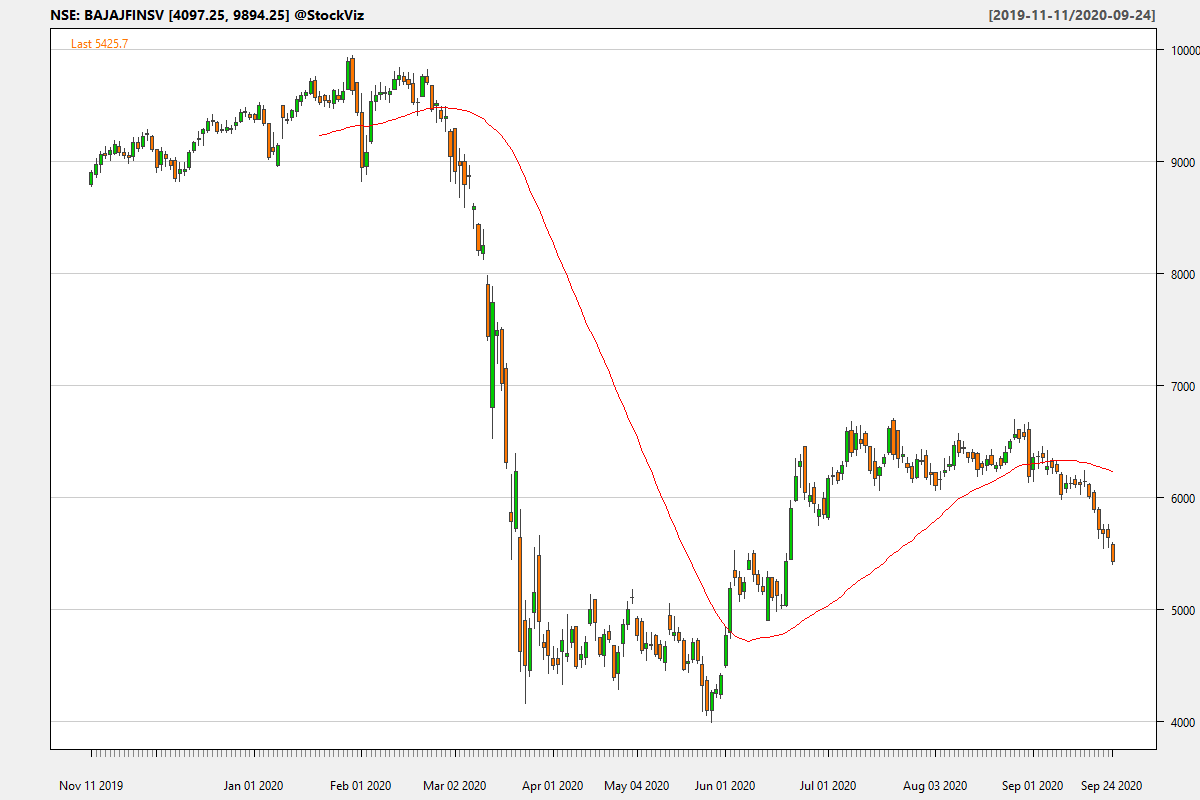 NSE: BAJAJFINSV [4097.25, 9894.25] @StockViz
[2019-11-11/2020-09-24]
Last 5425.7
10000
9000
8000
7000
6000
5000
4000
Nov 11 2019
Jan 01 2020
Feb 01 2020
Mar 02 2020
Apr 01 2020
May 04 2020
Jun 01 2020
Jul 01 2020
Aug 03 2020
Sep 01 2020
Sep 24 2020